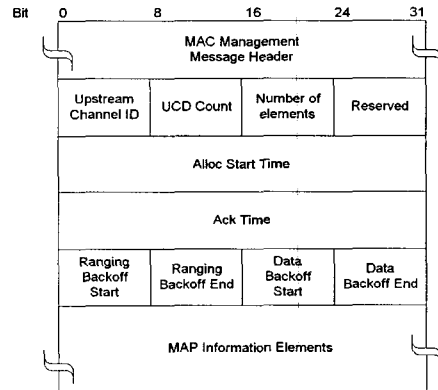 Bit 0 8 16 24 31
MAC Management
Message Header
Upstream Channel ID
UCD Count
Number of elements
Reserved
Alloc Start Time
Ack Time
Ranging Backoff Start
Ranging Backoff End
Data Backoff Start
Data Backoff End
MAP Information Elements